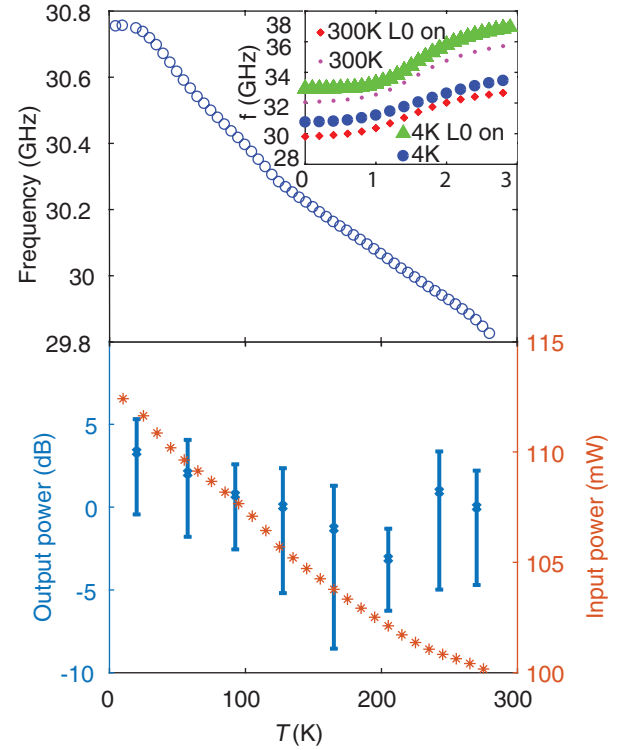 30.8
30.6
30.4
30.2
30
29.8
Frequency (GHz)
38
36
34
33
32
30
28
f (GHz)
300K L0 on
300K
4K L0 on
4K
0 1 2 3
5
0
-5
-10
Output power (dB)
115
110
105
100
Input power (mW)
0 100 200 300
T(K)